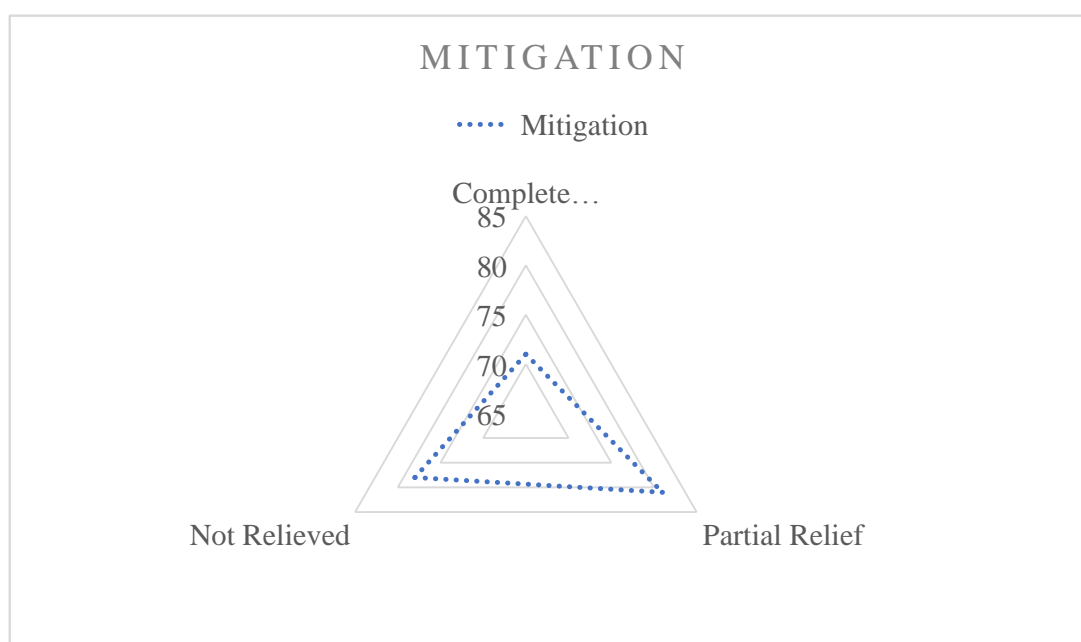 MITIGATION
Mitigation
Complete…
85
80
75
70
65
Not Relieved
Partial Relief